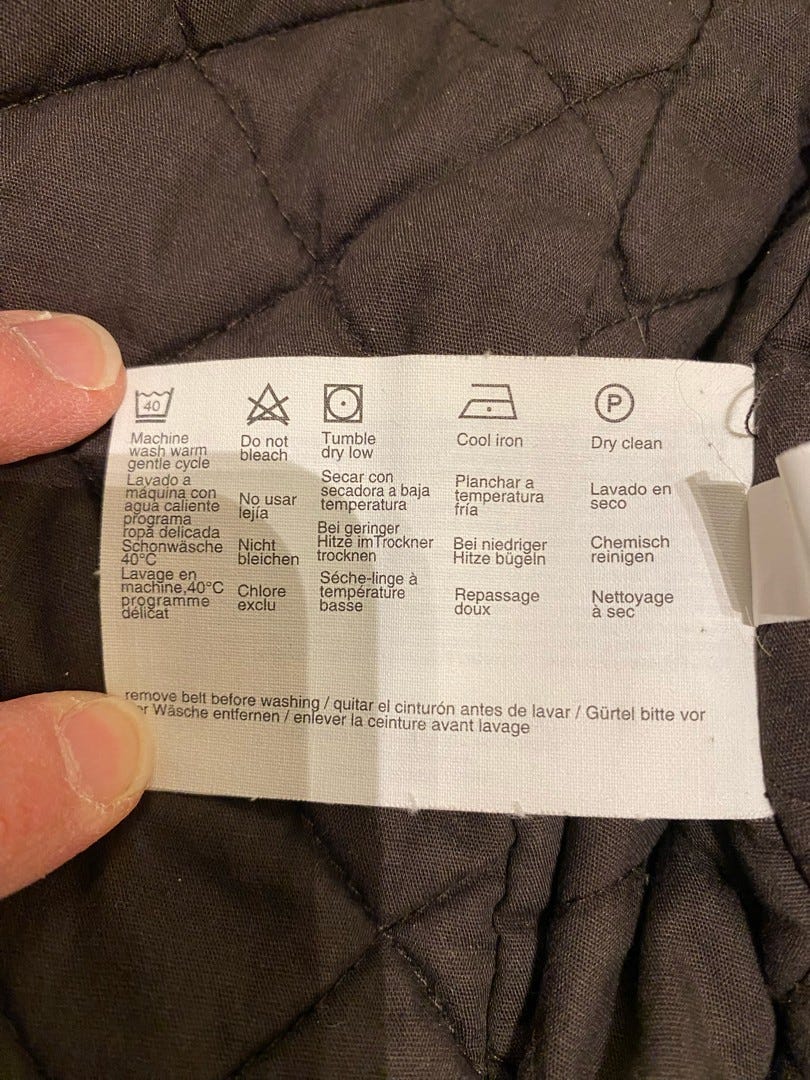 40
Machine
wash warm
gentle cycle
Lavado a
máquina con
agua caliente
programa
ropa delicada
Schonwäsche
40°C
Lavage en
machine,40°C
programme
délicat
Do not
bleach
No usar
lejía
Nicht
bleichen
Chlore
exclu
Tumble
dry low
Secar con
secadora a baja
temperatura
Bei geringer
Hitze imTrockner
trocknen
Séche-linge à
température
basse
Cool iron
Planchar a
temperatura
fría
Bei niedriger
Hitze bügeln
Repassage
doux
P
Dry clean
Lavado en
seco
Chemisch
reinigen
Nettoyage
à sec
remove belt before washing / quitar el cinturón antes de lavar / Gürtel bitte vor
Wäsche entfernen / enlever la ceinture avant lavage